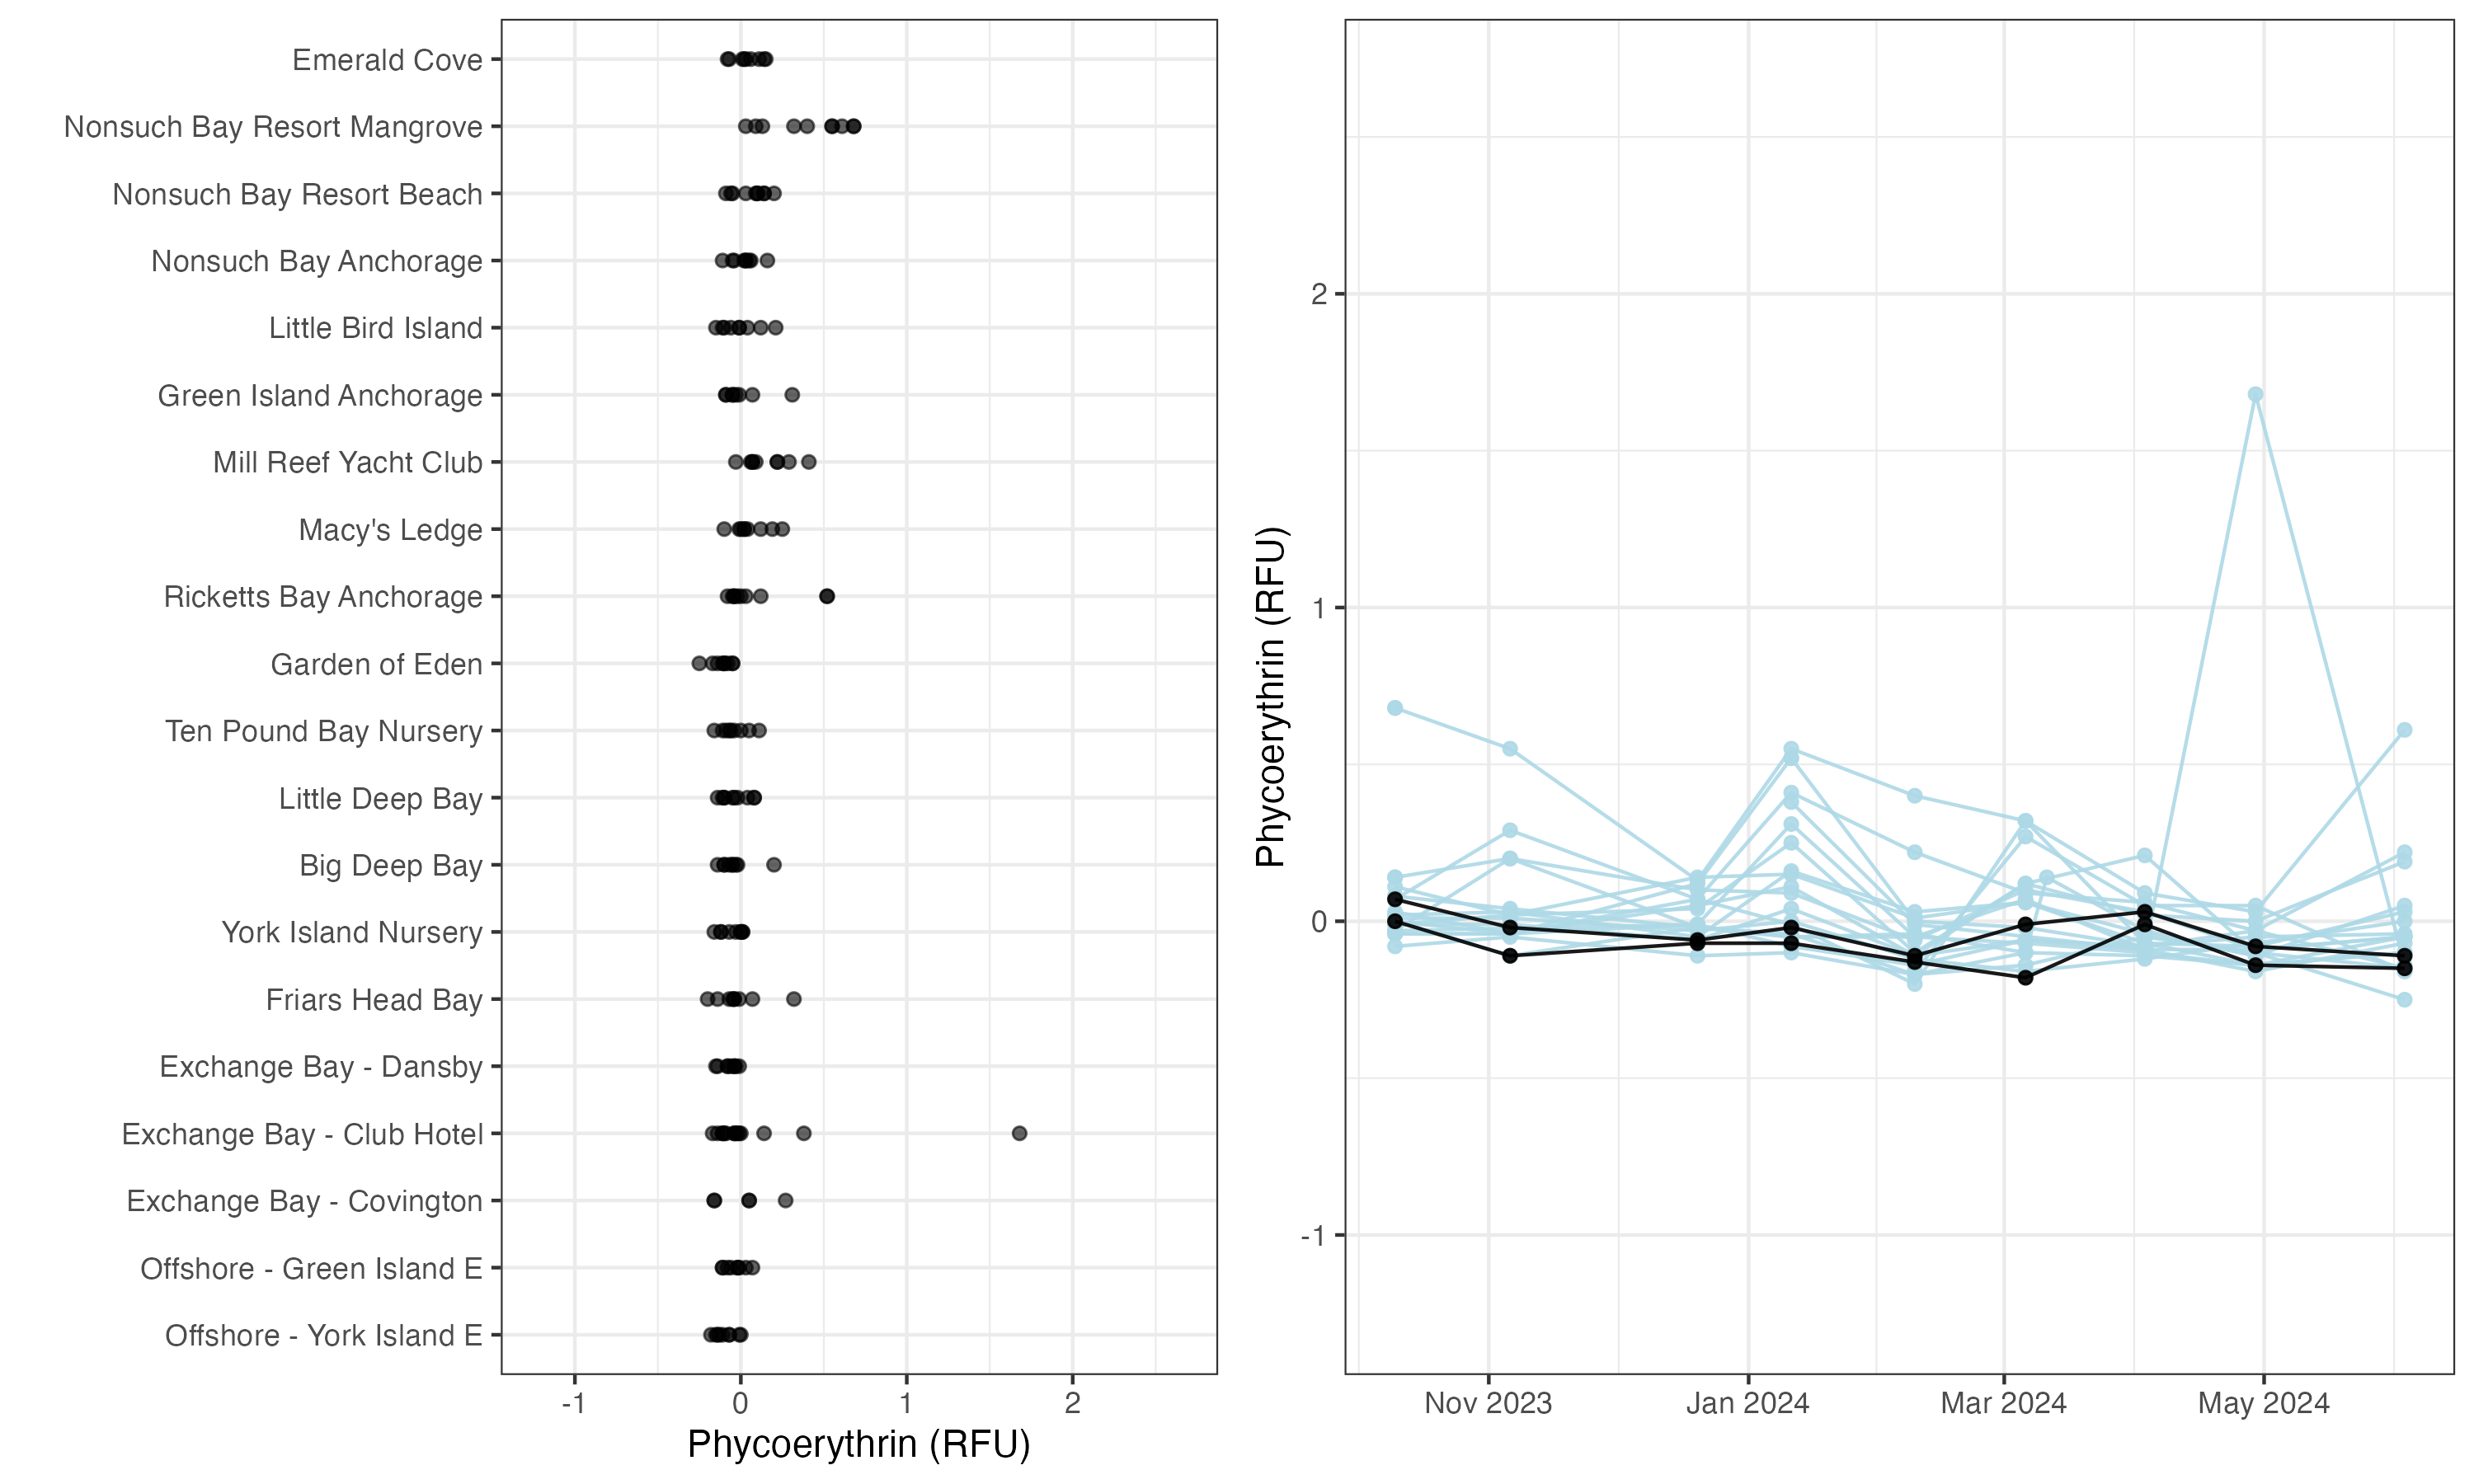 Emerald Cove
Nonsuch Bay Resort Mangrove
Nonsuch Bay Resort Beach
Nonsuch Bay Anchorage
Little Bird Island
Green Island Anchorage
Mill Reef Yacht Club
Macy's Ledge
Ricketts Bay Anchorage
Garden of Eden
Ten Pound Bay Nursery
Little Deep Bay
Big Deep Bay
York Island Nursery
Friars Head Bay
Exchange Bay - Dansby
Exchange Bay - Club Hotel
Exchange Bay - Covington
Offshore - Green Island E
Offshore - York Island E
-1 0 1 2
Phycoerythrin (RFU)
Phycoerythrin (RFU)
2
1
0
-1
Nov 2023 Jan 2024 Mar 2024 May 2024